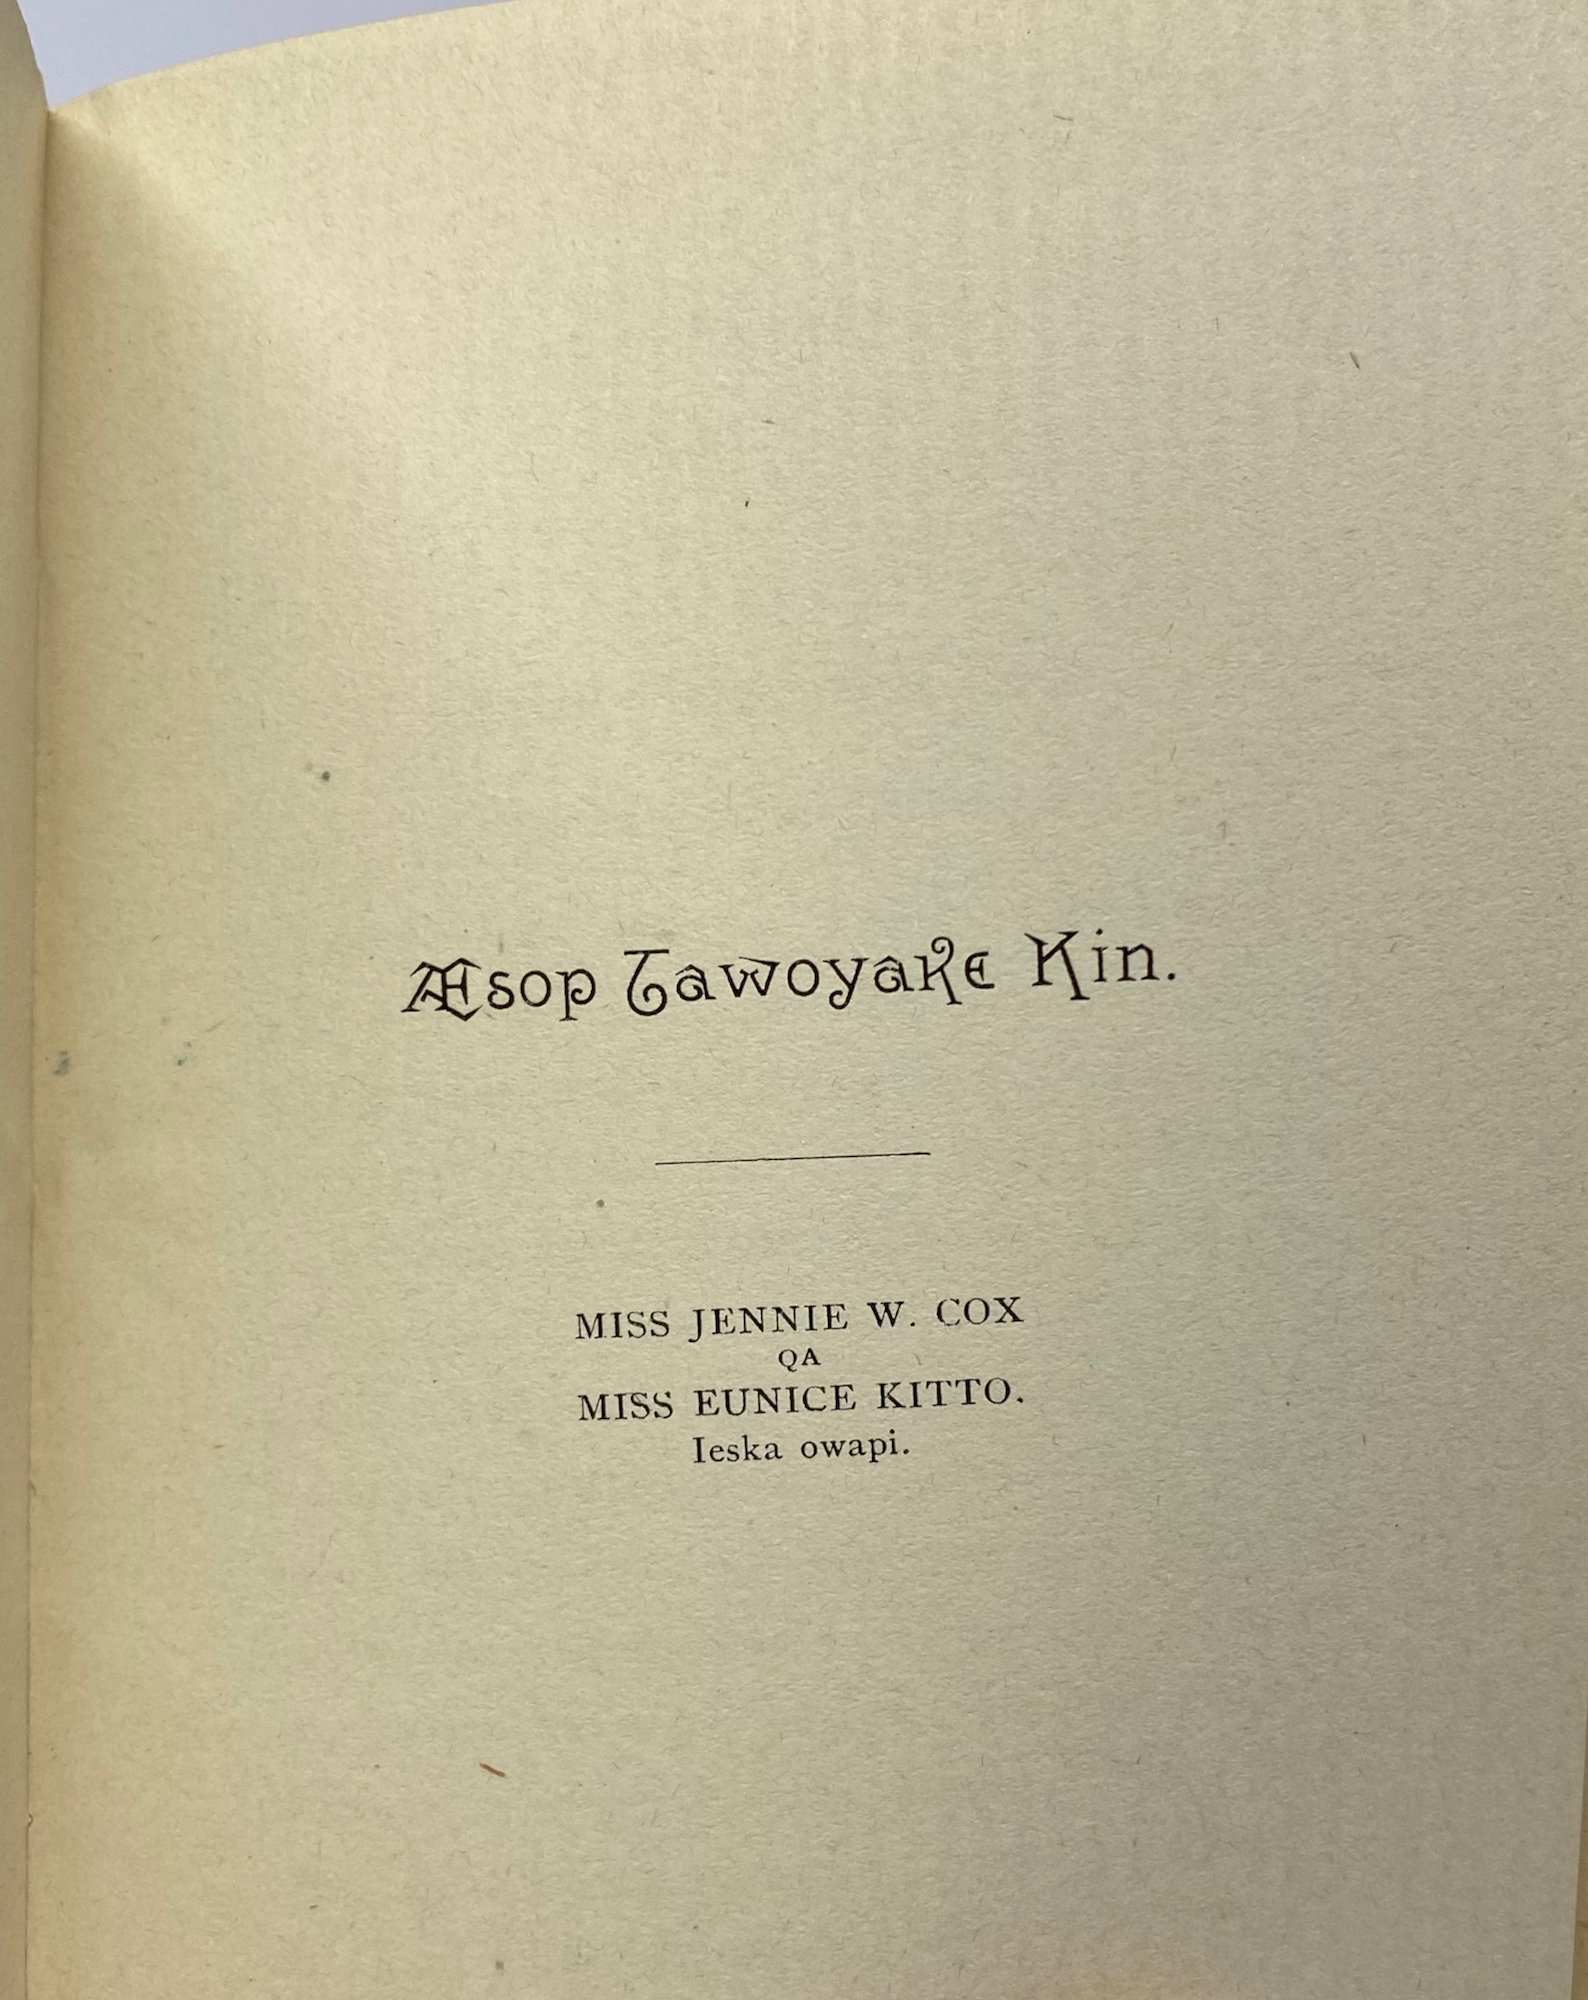 Æsop Tawoyake Kin.
MISS JENNIE W. COX
QA
MISS EUNICE KITTO.
Ieska owapi.